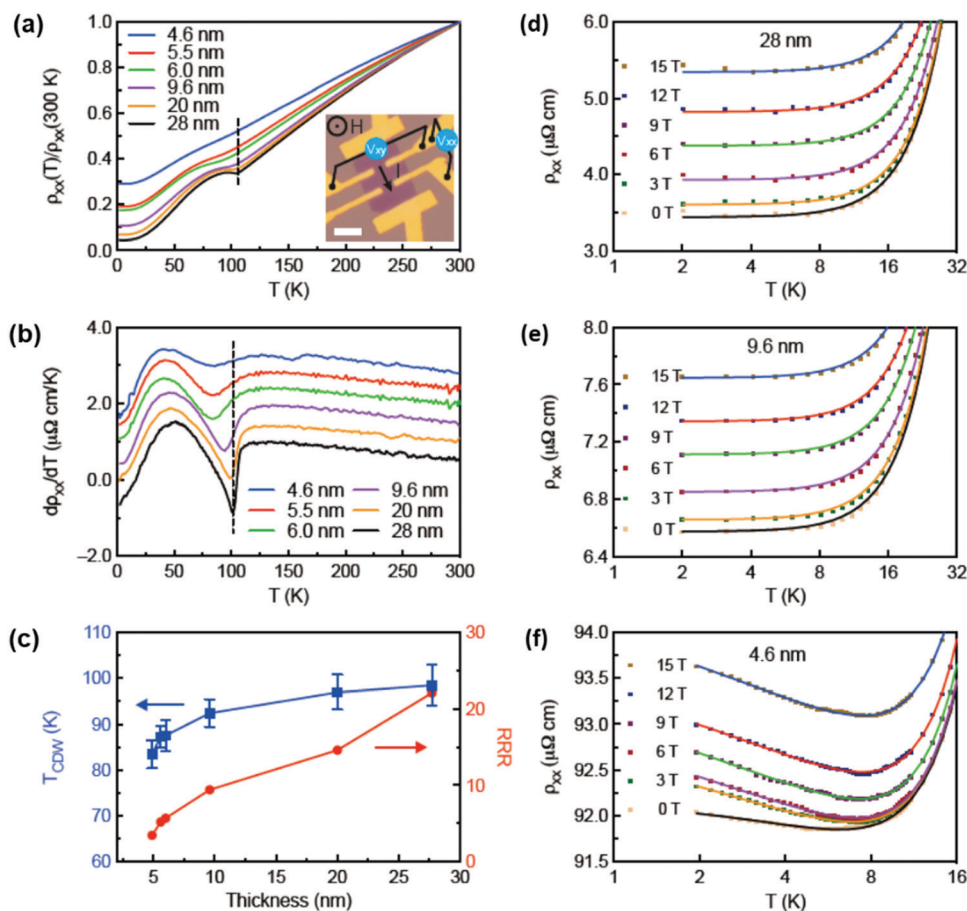 (a)
1.0
0.8
0.6
0.4
0.2
0.0
ρxx(T)/ρxx(300 K)
4.6 nm
5.5 nm
6.0 nm
9.6 nm
20 nm
28 nm
H
Vxy
Vxx
I
0 50 100 150 200 250 300
T (K)
(b)
4.0
2.0
0.0
–2.0
dρxx/dT (μΩ cm/K)
4.6 nm 9.6 nm
5.5 nm 20 nm
6.0 nm 28 nm
0 50 100 150 200 250 300
T (K)
(c)
110
100
90
80
70
60
TCDW (K)
30
20
10
0
RRR
5 10 15 20 25 30
Thickness (nm)
(d)
28 nm
6.0
5.0
4.0
3.0
ρxx (μΩ cm)
15 T
12 T
9 T
6 T
3 T
0 T
1 2 4 8 16 32
T (K)
(e)
9.6 nm
8.0
7.6
7.2
6.8
6.4
ρxx (μΩ cm)
15 T
12 T
9 T
6 T
3 T
0 T
1 2 4 8 16 32
T (K)
(f)
4.6 nm
94.0
93.5
93.0
92.5
92.0
91.5
ρxx (μΩ cm)
15 T
12 T
9 T
6 T
3 T
0 T
1 2 4 8 16
T (K)